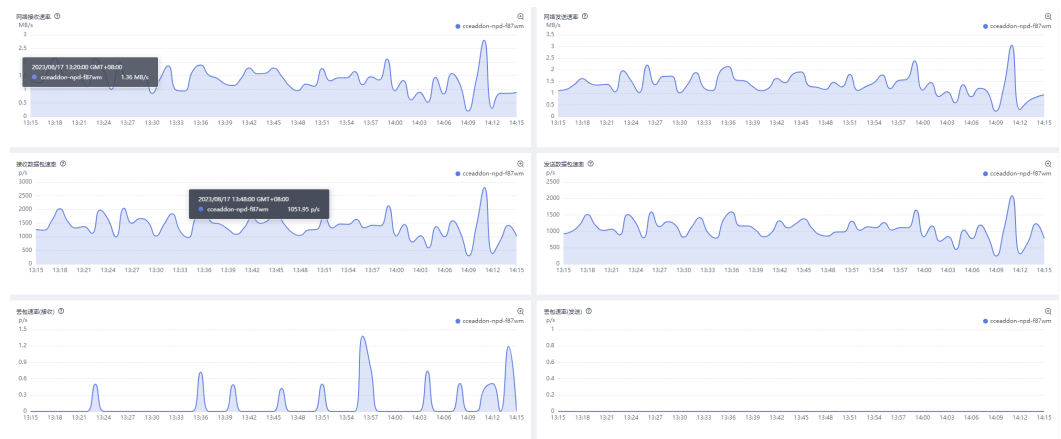 网络接收速率
MB/s
cceaddon-npd-f87wm
3
2.5
2
1.5
1
0.5
0
2023/08/17 13:20:00 GMT+08:00
cceaddon-npd-f87wm 1.36 MB/s
13:15 13:18 13:21 13:24 13:27 13:30 13:33 13:36 13:39 13:42 13:45 13:48 13:51 13:54 13:57 14:00 14:03 14:06 14:09 14:12 14:15
网络发送速率
MB/s
cceaddon-npd-f87wm
3.5
3
2.5
2
1.5
1
0.5
0
13:15 13:18 13:21 13:24 13:27 13:30 13:33 13:36 13:39 13:42 13:45 13:48 13:51 13:54 13:57 14:00 14:03 14:06 14:09 14:12 14:15
接收数据包速率
p/s
cceaddon-npd-f87wm
3000
2500
2000
1500
1000
500
0
2023/08/17 13:48:00 GMT+08:00
cceaddon-npd-f87wm 1051.95 p/s
13:15 13:18 13:21 13:24 13:27 13:30 13:33 13:36 13:39 13:42 13:45 13:48 13:51 13:54 13:57 14:00 14:03 14:06 14:09 14:12 14:15
发送数据包速率
p/s
cceaddon-npd-f87wm
2500
2000
1500
1000
500
0
13:15 13:18 13:21 13:24 13:27 13:30 13:33 13:36 13:39 13:42 13:45 13:48 13:51 13:54 13:57 14:00 14:03 14:06 14:09 14:12 14:15
丢包速率(接收)
p/s
cceaddon-npd-f87wm
1.5
1.2
0.9
0.6
0.3
0
13:15 13:18 13:21 13:24 13:27 13:30 13:33 13:36 13:39 13:42 13:45 13:48 13:51 13:54 13:57 14:00 14:03 14:06 14:09 14:12 14:15
丢包速率(发送)
p/s
cceaddon-npd-f87wm
1
0.8
0.6
0.4
0.2
0
13:15 13:18 13:21 13:24 13:27 13:30 13:33 13:36 13:39 13:42 13:45 13:48 13:51 13:54 13:57 14:00 14:03 14:06 14:09 14:12 14:15